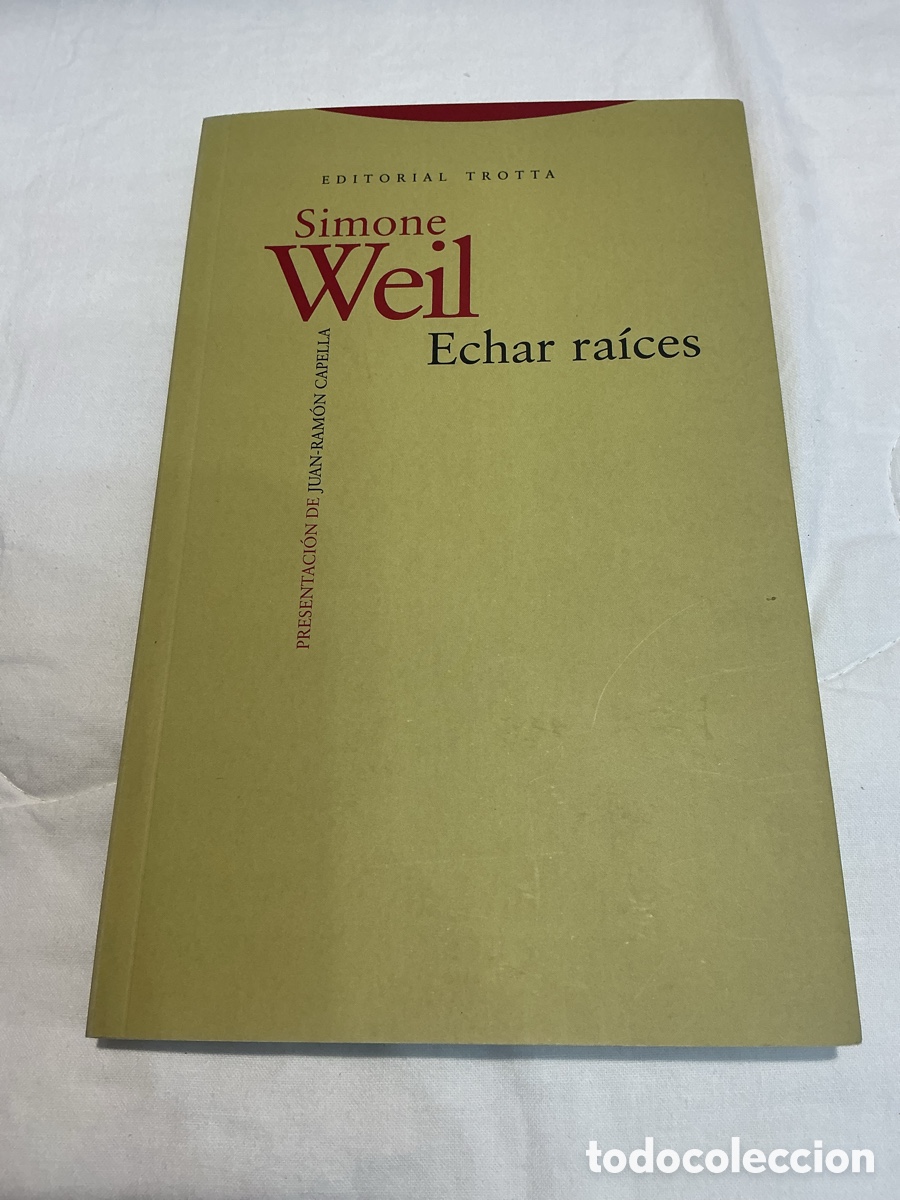 EDITORIAL TROTTA
Simone
Weil
Echar raíces
PRESENTACIÓN DE JUAN-RAMÓN CAPELLA
todocoleccion